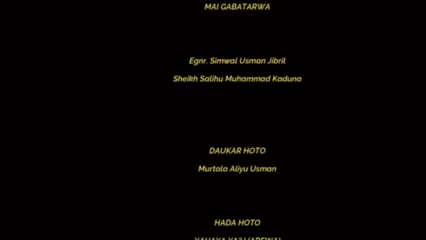 MAI GABATARWA
Egnr. Simwal Usman Jibril
Sheikh Salihu Muhammad Kaduna
DAUKAR HOTO
Murtala Aliyu Usman
HADA HOTO